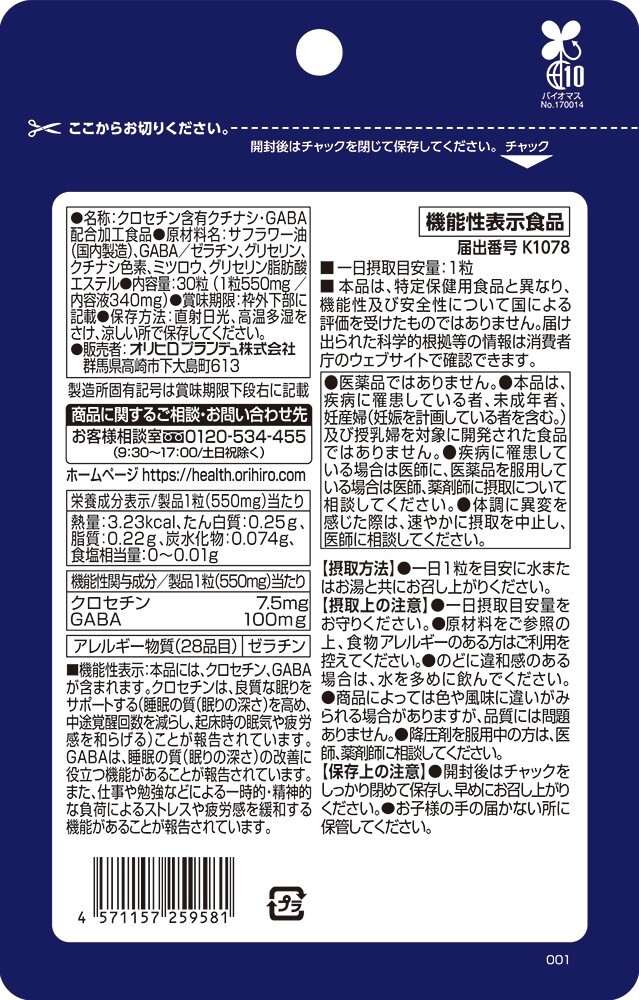 10
バイオマス
No.170014
ここからお切りください。
開封後はチャックを閉じて保存してください。 チャック
●名称：クロセチン含有クチナシ・GABA
配合加工食品●原材料名：サフラワー油
(国内製造)、GABA／ゼラチン、グリセリン、
クチナシ色素、ミツロウ、グリセリン脂肪酸
エステル●内容量：30粒（1粒550mg／
内容液340mg）●賞味期限：枠外下部に
記載●保存方法：直射日光、高温多湿を
さけ、涼しい所で保存してください。
●販売者：オリヒロプランデュ株式会社
群馬県高崎市下大島町613
製造所固有記号は賞味期限下段右に記載
商品に関するご相談・お問い合わせ先
お客様相談室0120-534-455
(9:30～17:00/土日祝除く)
ホームページ https://health.orihiro.com
栄養成分表示/製品1粒(550mg)当たり
熱量：3.23kcal、たん白質：0.25g、
脂質：0.22g、炭水化物：0.074g、
食塩相当量：0～0.01g
機能性関与成分／製品1粒(550mg)当たり
クロセチン 7.5mg
GABA 100mg
アレルギー物質(28品目) ゼラチン
■機能性表示：本品には、クロセチン、GABA
が含まれます。クロセチンは、良質な眠りを
サポートする(睡眠の質(眠りの深さ)を高め、
中途覚醒回数を減らし、起床時の眠気や疲労
感を和らげる)ことが報告されています。
GABAは、睡眠の質(眠りの深さ)の改善に
役立つ機能があることが報告されています。
また、仕事や勉強などによる一時的・精神的
な負荷によるストレスや疲労感を緩和する
機能があることが報告されています。
4 571157 259581
プラ
機能性表示食品
届出番号 K1078
■一日摂取目安量：1粒
■本品は、特定保健用食品と異なり、
機能性及び安全性について国による
評価を受けたものではありません。届け
出られた科学的根拠等の情報は消費者
庁のウェブサイトで確認できます。
●医薬品ではありません。●本品は、
疾病に罹患している者、未成年者、
妊産婦(妊娠を計画している者を含む。)
及び授乳婦を対象に開発された食品
ではありません。●疾病に罹患して
いる場合は医師に、医薬品を服用して
いる場合は医師、薬剤師に摂取について
相談してください。●体調に異変を
感じた際は、速やかに摂取を中止し、
医師に相談してください。
【摂取方法】●一日1粒を目安に水また
はお湯と共にお召し上がりください。
【摂取上の注意】●一日摂取目安量を
お守りください。●原材料をご参照の
上、食物アレルギーのある方はご利用を
控えてください。●のどに違和感のある
場合は、水を多めに飲んでください。
●商品によっては色や風味に違いがみ
られる場合がありますが、品質には問題
ありません。●降圧剤を服用中の方は、医
師、薬剤師に相談してください。
【保存上の注意】●開封後はチャックを
しっかり閉めて保存し、早めにお召し上がり
ください。●お子様の手の届かない所に
保管してください。
001